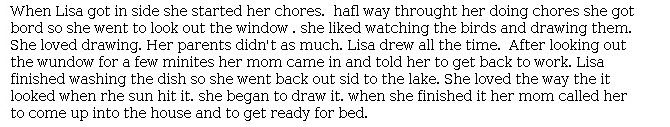 When Lisa got in side she started her chores.  hafl way throught her doing chores she got
bord so she went to look out the window . she liked watching the birds and drawing them.
She loved drawing. Her parents didn't as much. Lisa drew all the time.  After looking out
the wundow for a few minites her mom came in and told her to get back to work. Lisa
finished washing the dish so she went back out sid to the lake. She loved the way the it
looked when rhe sun hit it. she began to draw it. when she finished it her mom called her
to come up into the house and to get ready for bed.